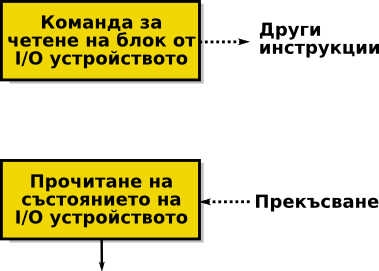 Команда за
четене на блок от
I/O устройството
Други
инструкции
Прочитане на
състоянието на
I/O устройството
Прекъсване